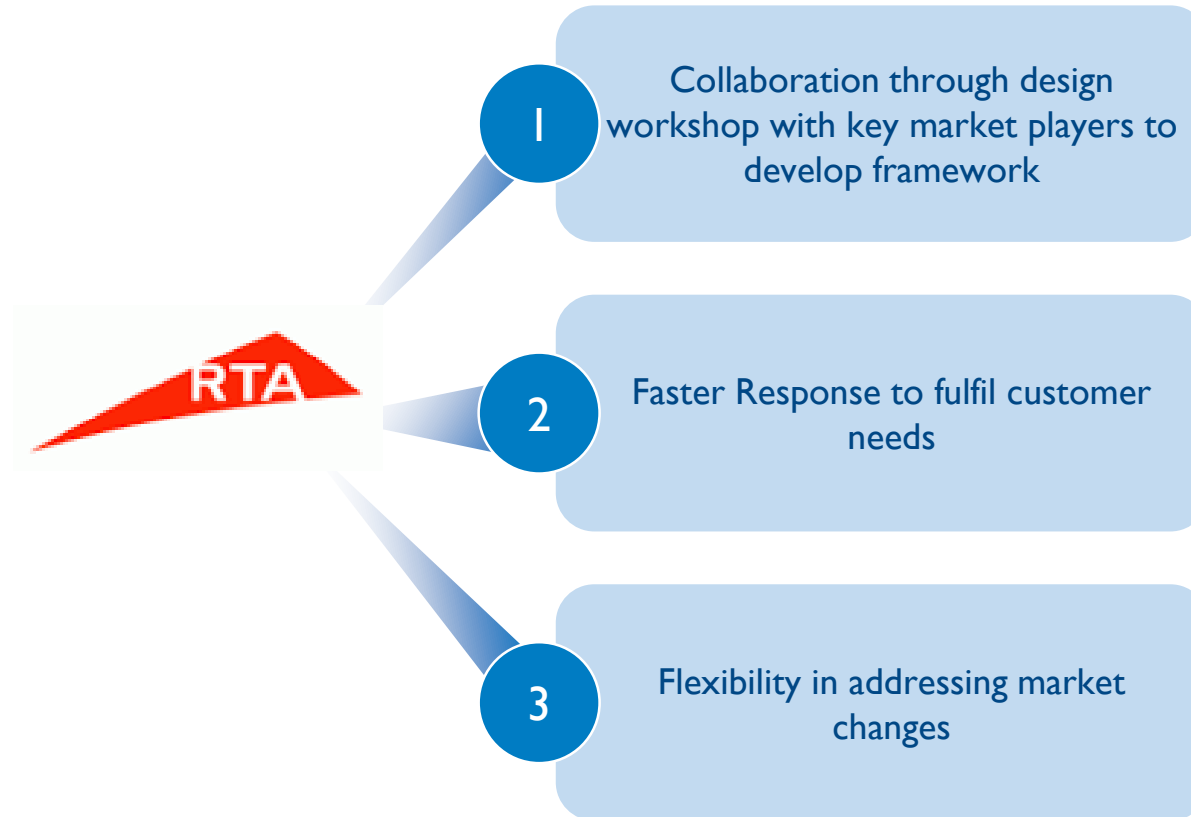 1
Collaboration through design
workshop with key market players to
develop framework
RTA
2
Faster Response to fulfil customer
needs
3
Flexibility in addressing market
changes